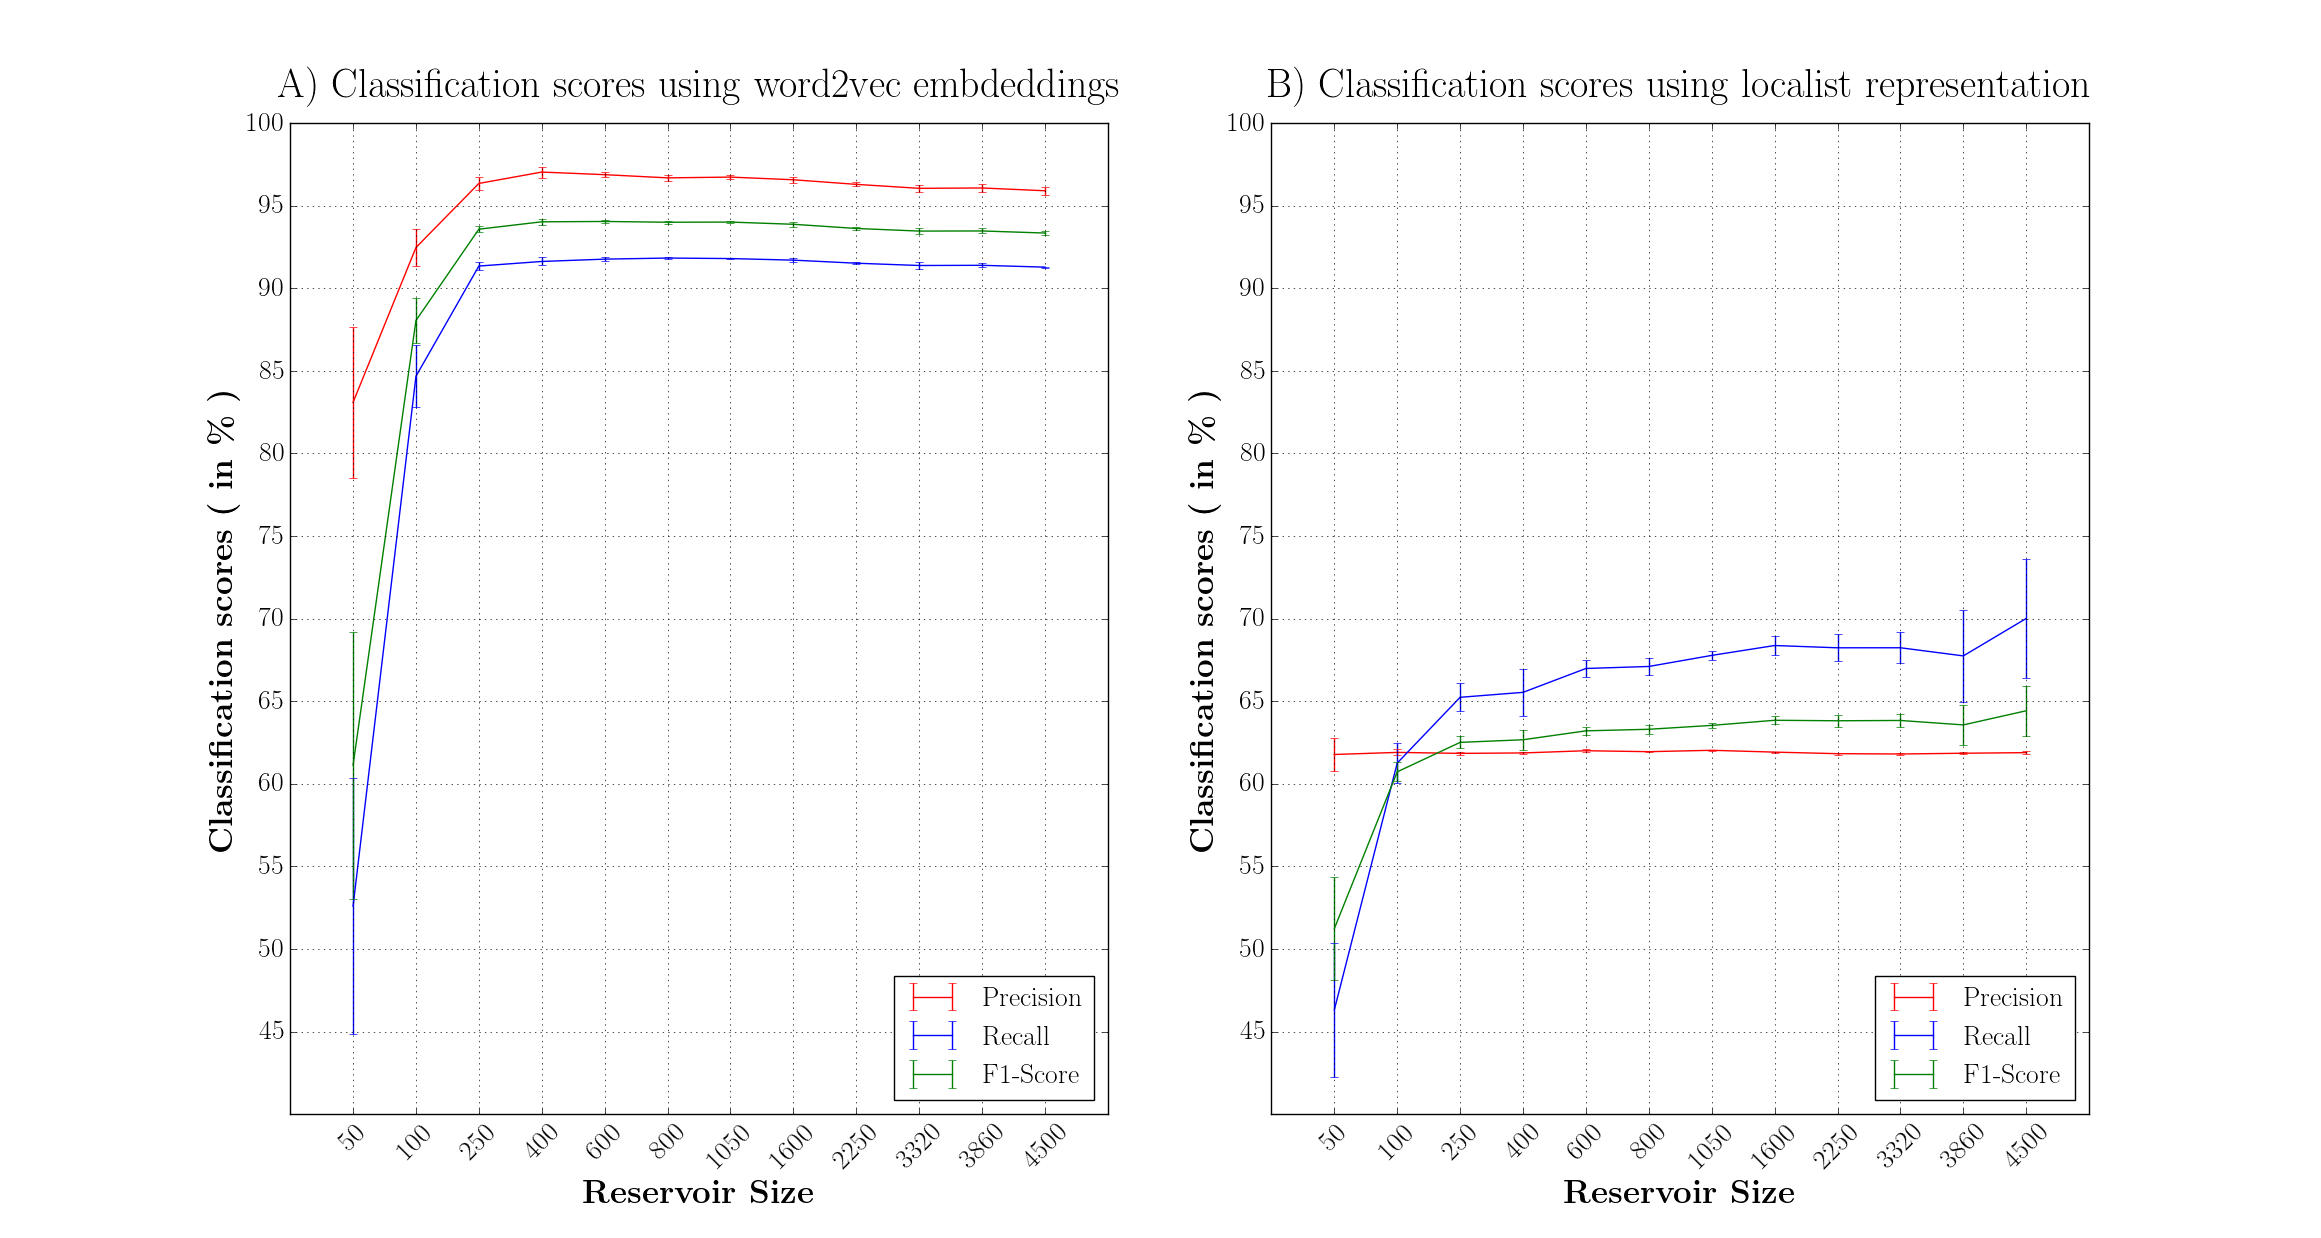 A) Classification scores using word2vec embdeddings
100
95
90
85
80
75
70
65
60
55
50
45
Classification scores ( in % )
Precision
Recall
F1-Score
50 100 250 400 600 800 1050 1600 2250 3320 3860 4500
Reservoir Size
B) Classification scores using localist representation
100
95
90
85
80
75
70
65
60
55
50
45
Classification scores ( in % )
Precision
Recall
F1-Score
50 100 250 400 600 800 1050 1600 2250 3320 3860 4500
Reservoir Size